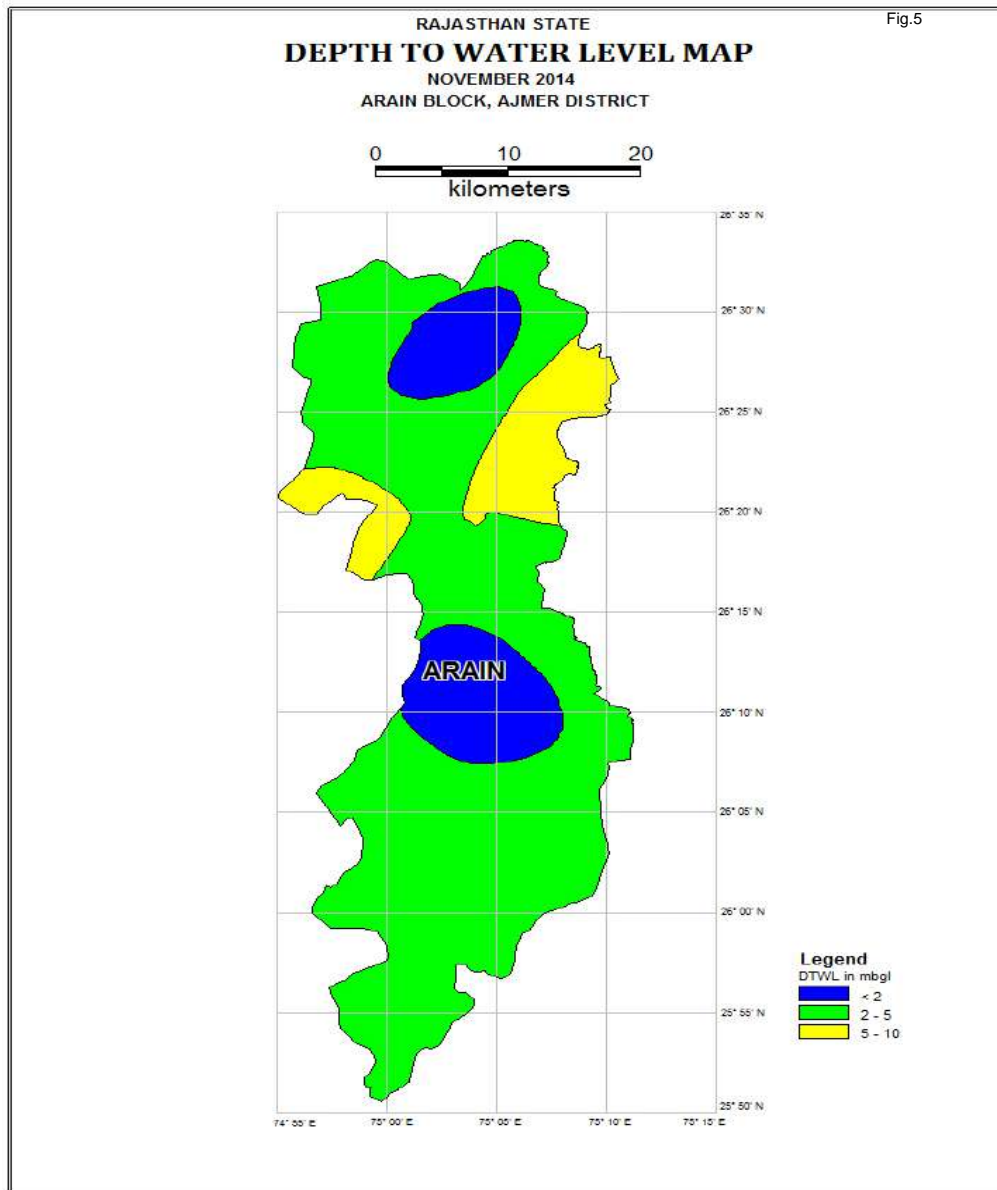 RAJASTHAN STATE
Fig.5
DEPTH TO WATER LEVEL MAP
NOVEMBER 2014
ARAIN BLOCK, AJMER DISTRICT
0 10 20
kilometers
26° 35' N
26° 30' N
26° 25' N
26° 20' N
26° 15' N
ARAIN
26° 10' N
26° 05' N
26° 00' N
Legend
DTWL in mbgl
< 2
2 - 5
5 - 10
25° 55' N
25° 50' N
74° 55' E 75° 00' E 75° 05' E 75° 10' E 75° 15' E